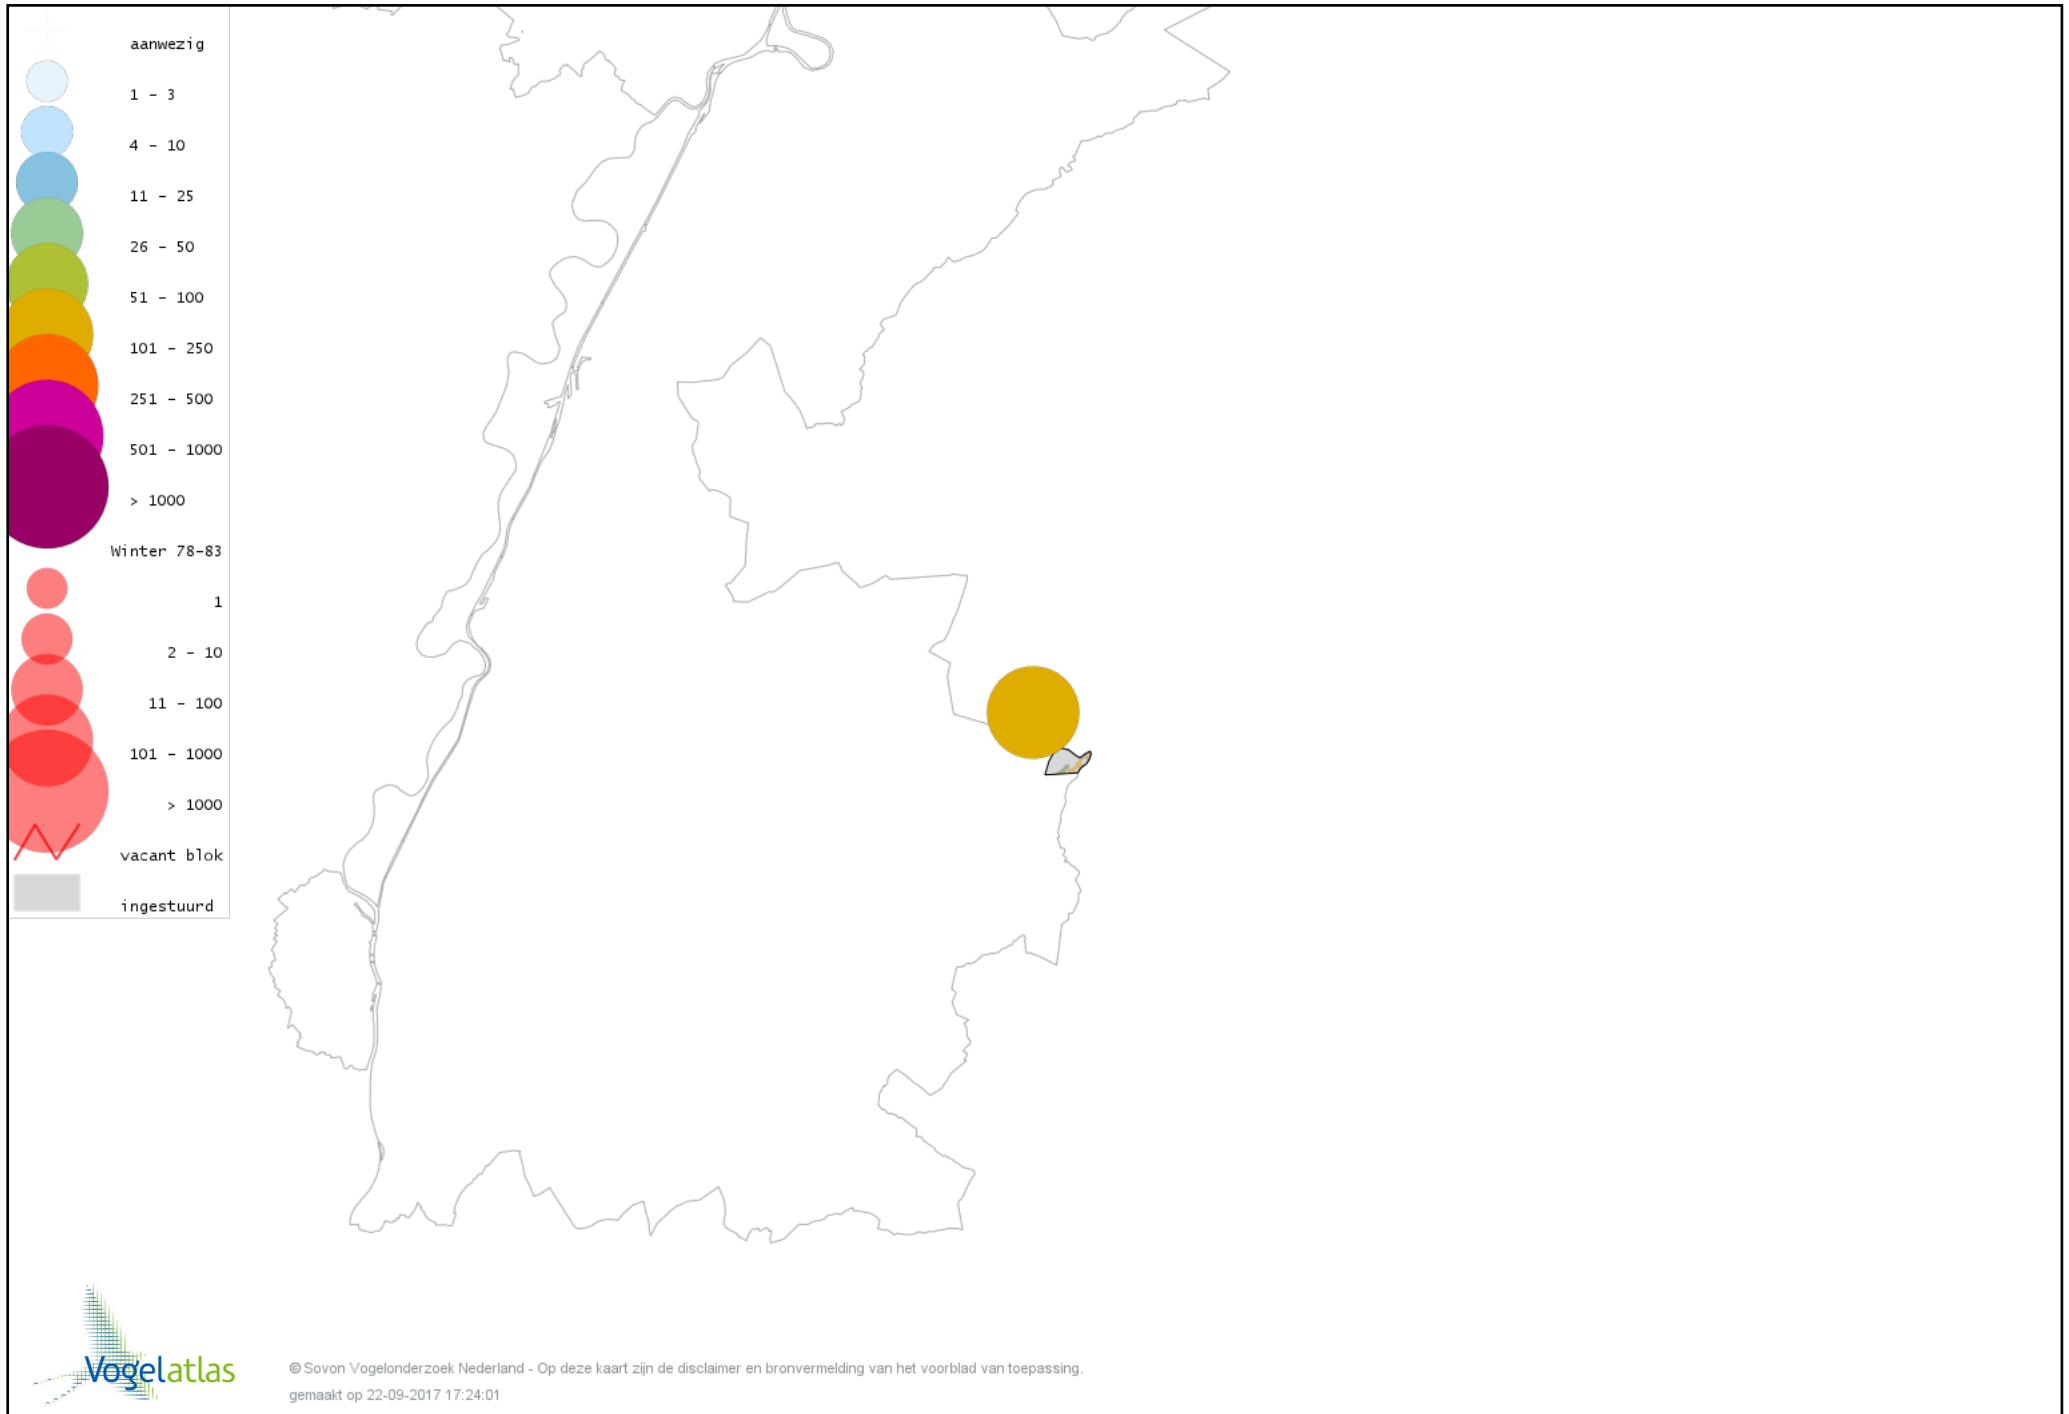 aanwezig
1 - 3
4 - 10
11 - 25
26 - 50
51 - 100
101 - 250
251 - 500
501 - 1000
> 1000
Winter 78-83
1
2 - 10
11 - 100
101 - 1000
> 1000
vacant blok
ingestuurd
Vogelatlas
© Sovon Vogelonderzoek Nederland - Op deze kaart zijn de disclaimer en bronvermelding van het voorblad van toepassing.
gemaakt op 22-09-2017 17:24:01